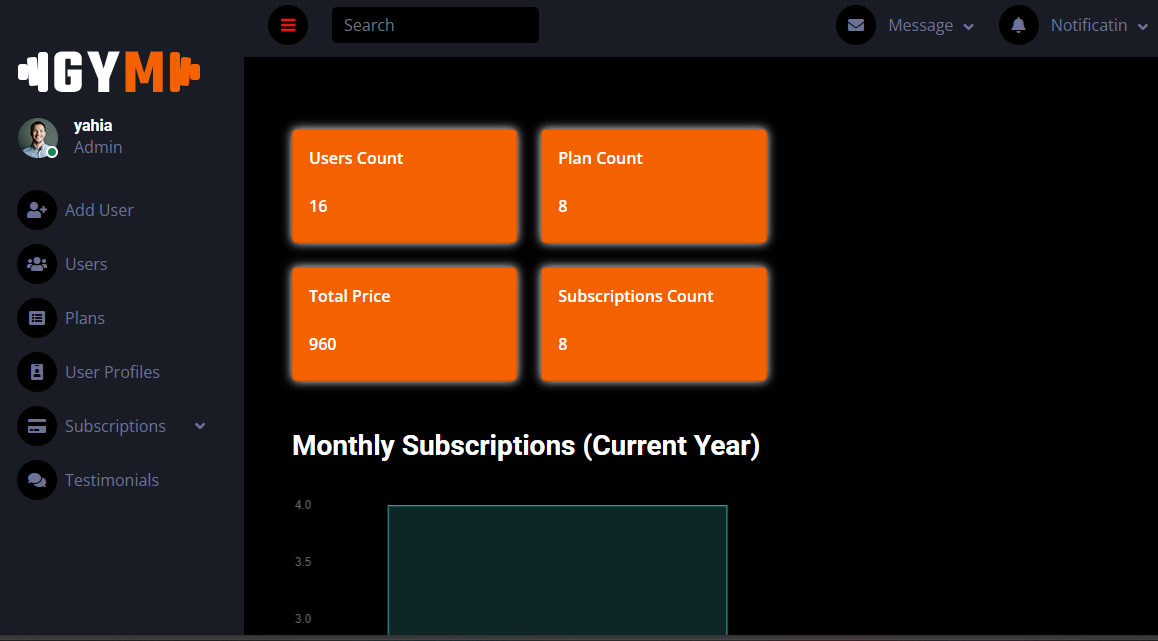 Search
Message
Notificatin
GYM
yahia
Admin
Add User
Users
Plans
User Profiles
Subscriptions
Testimonials
Users Count
16
Plan Count
8
Total Price
960
Subscriptions Count
8
Monthly Subscriptions (Current Year)
4.0
3.5
3.0